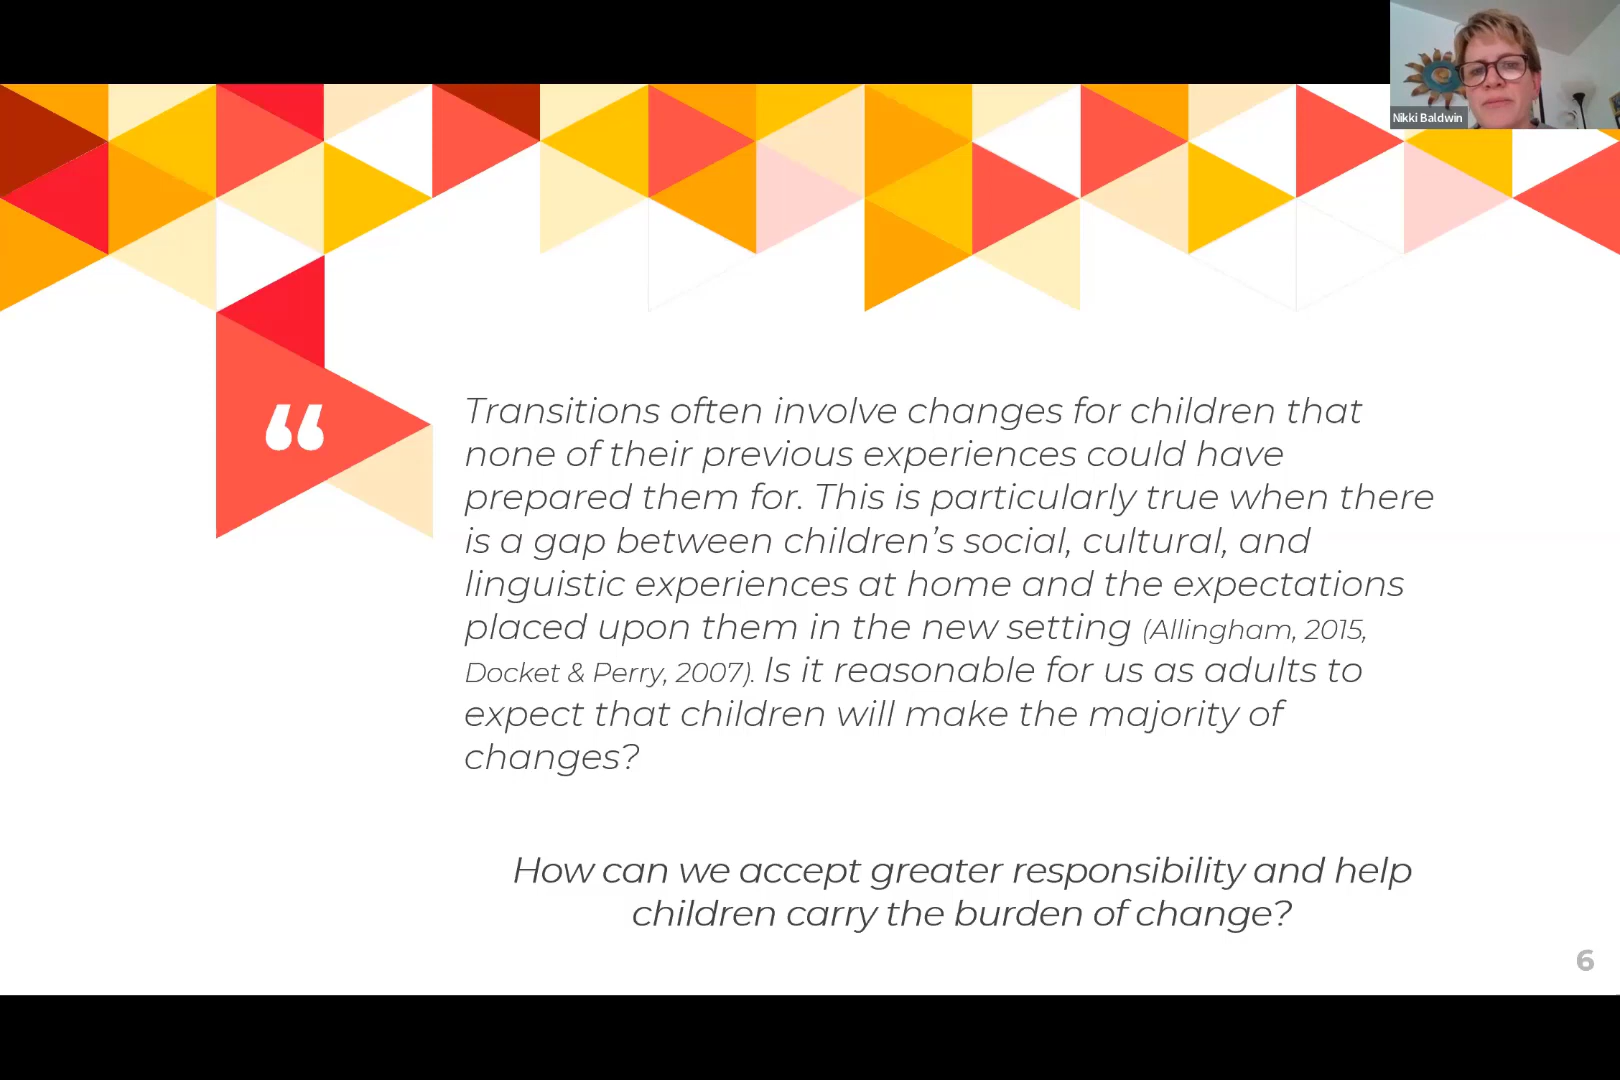 Nikki Baldwin
“
Transitions often involve changes for children that
none of their previous experiences could have
prepared them for. This is particularly true when there
is a gap between children’s social, cultural, and
linguistic experiences at home and the expectations
placed upon them in the new setting (Allingham, 2015,
Docket & Perry, 2007). Is it reasonable for us as adults to
expect that children will make the majority of
changes?
How can we accept greater responsibility and help
children carry the burden of change?
6